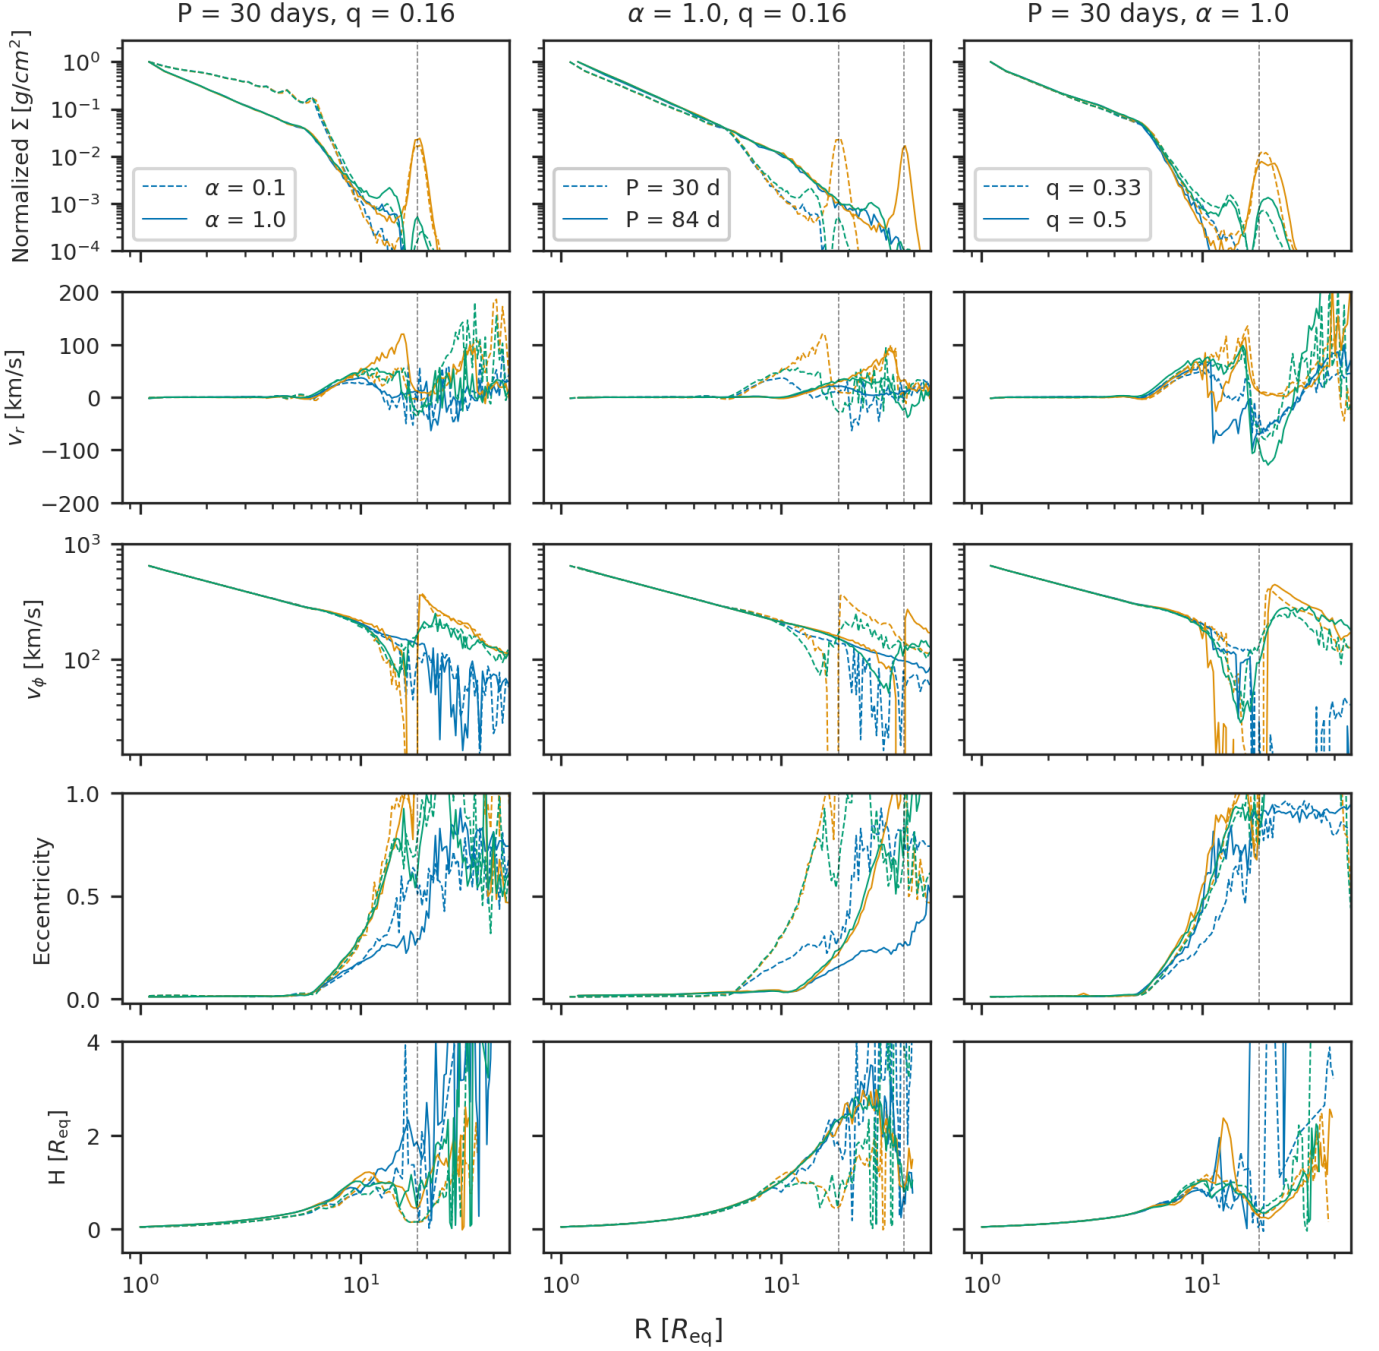 P = 30 days, q = 0.16
α = 1.0, q = 0.16
P = 30 days, α = 1.0
Normalized Σ [g/cm²]
10⁰
10⁻¹
10⁻²
10⁻³
10⁻⁴
α = 0.1
α = 1.0
P = 30 d
P = 84 d
q = 0.33
q = 0.5
v_r [km/s]
200
100
0
−100
−200
v_ϕ [km/s]
10³
10²
Eccentricity
1.0
0.5
0.0
H [R_eq]
4
2
0
10⁰ 10¹
10⁰ 10¹
10⁰ 10¹
R [R_eq]